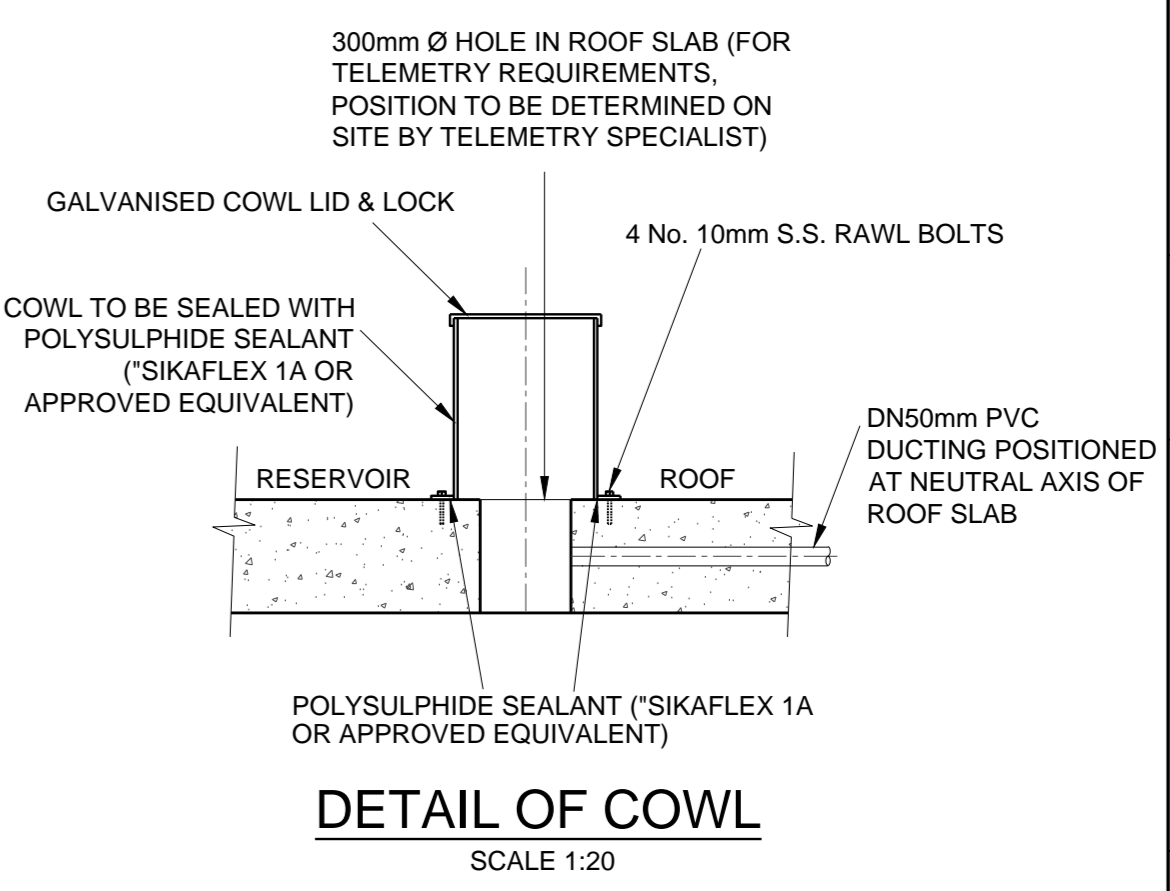 300mm Ø HOLE IN ROOF SLAB (FOR
TELEMETRY REQUIREMENTS,
POSITION TO BE DETERMINED ON
SITE BY TELEMETRY SPECIALIST)
GALVANISED COWL LID & LOCK
4 No. 10mm S.S. RAWL BOLTS
COWL TO BE SEALED WITH
POLYSULPHIDE SEALANT
("SIKAFLEX 1A OR
APPROVED EQUIVALENT)
DN50mm PVC
DUCTING POSITIONED
AT NEUTRAL AXIS OF
ROOF SLAB
RESERVOIR
ROOF
POLYSULPHIDE SEALANT ("SIKAFLEX 1A
OR APPROVED EQUIVALENT)
DETAIL OF COWL
SCALE 1:20